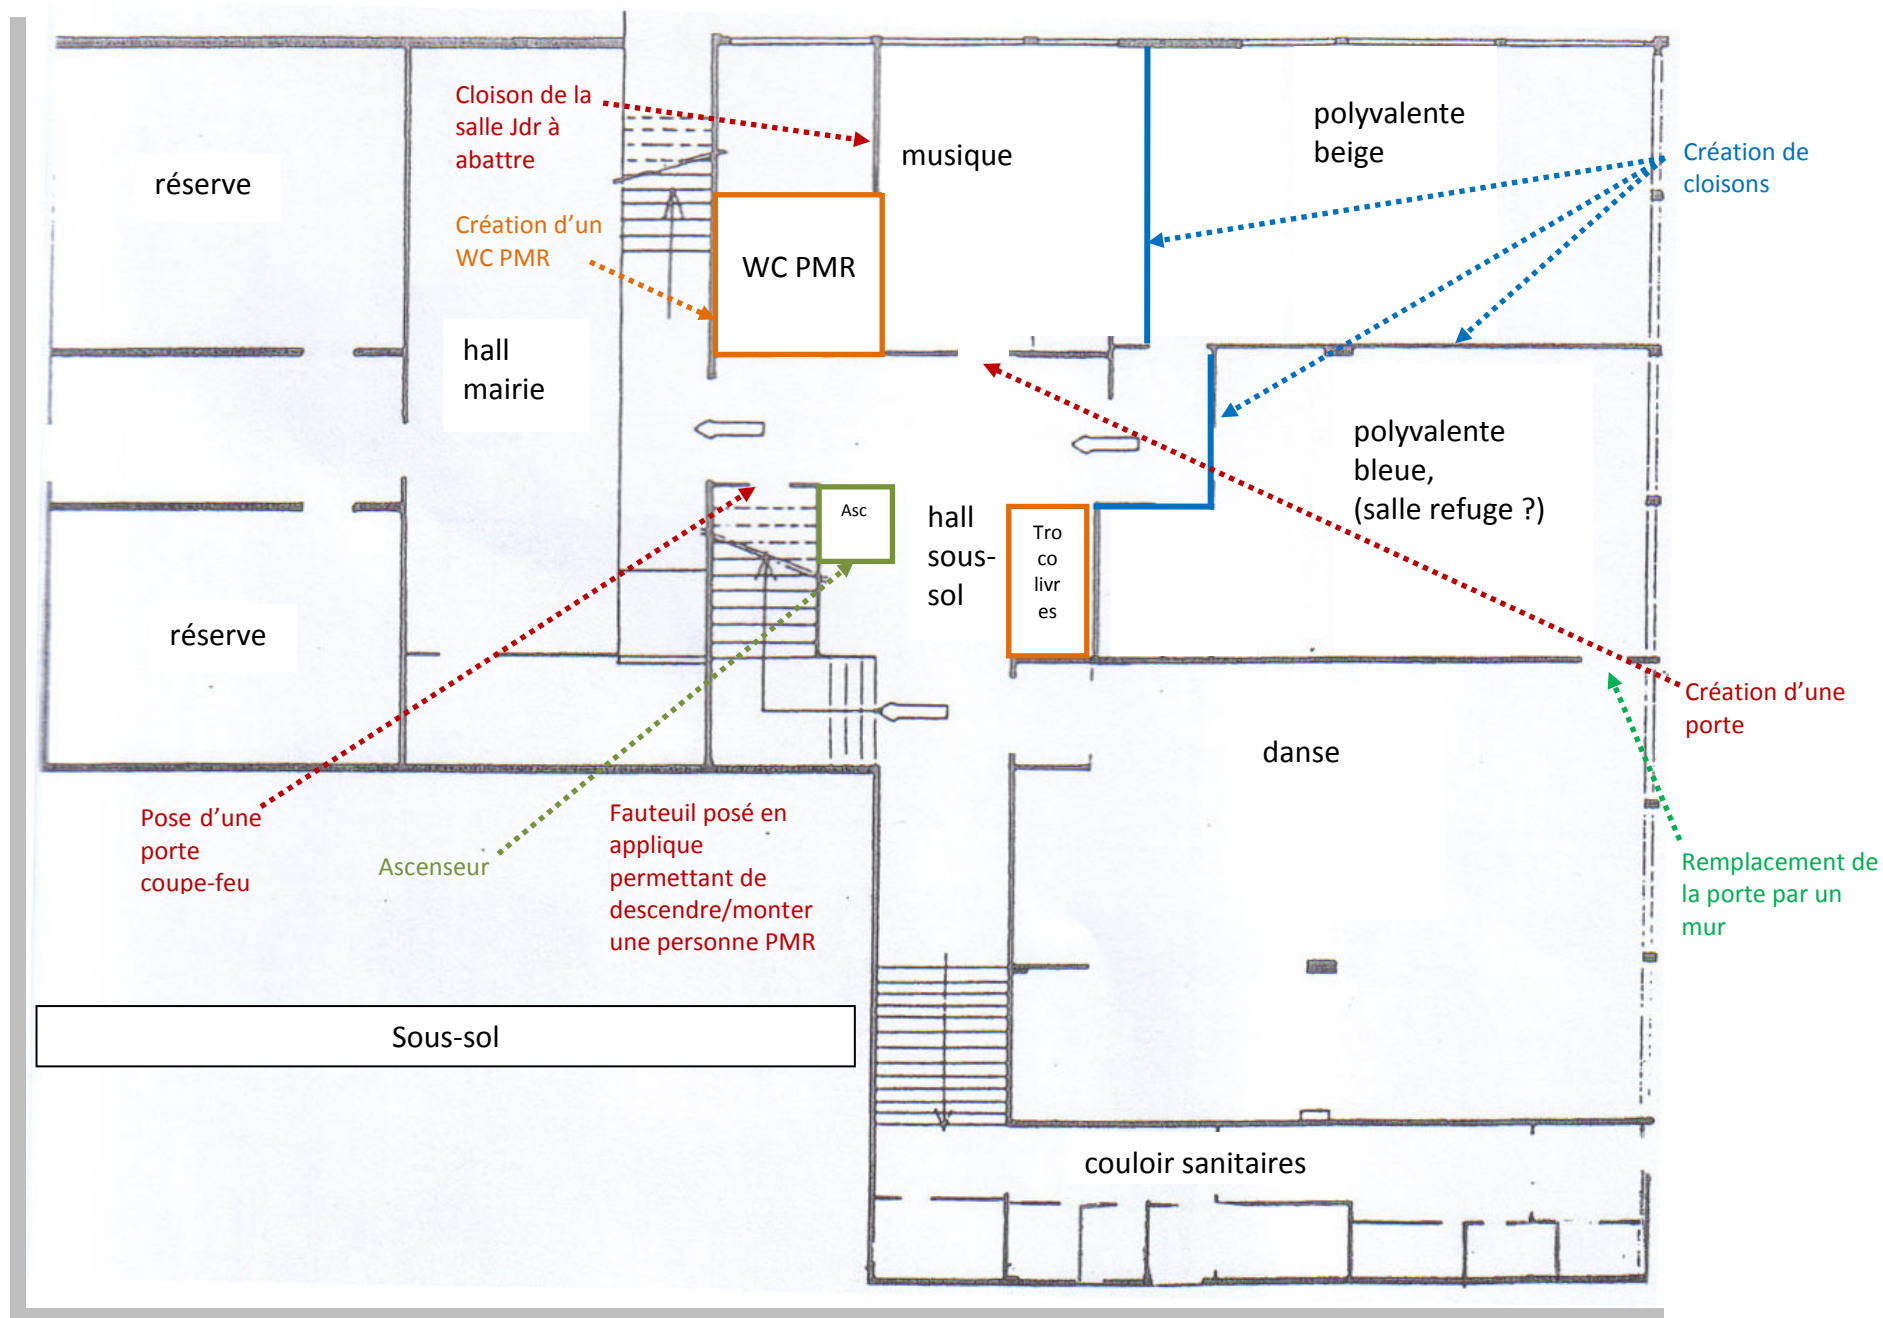 Cloison de la
salle Jdr à
abattre
polyvalente
beige
Création de
cloisons
musique
réserve
Création d’un
WC PMR
WC PMR
hall
mairie
polyvalente
bleue,
(salle refuge ?)
Asc
hall
sous-
sol
Tro
co
livr
es
réserve
Création d’une
porte
danse
Pose d’une
porte
coupe-feu
Ascenseur
Fauteuil posé en
applique
permettant de
descendre/monter
une personne PMR
Remplacement de
la porte par un
mur
Sous-sol
couloir sanitaires